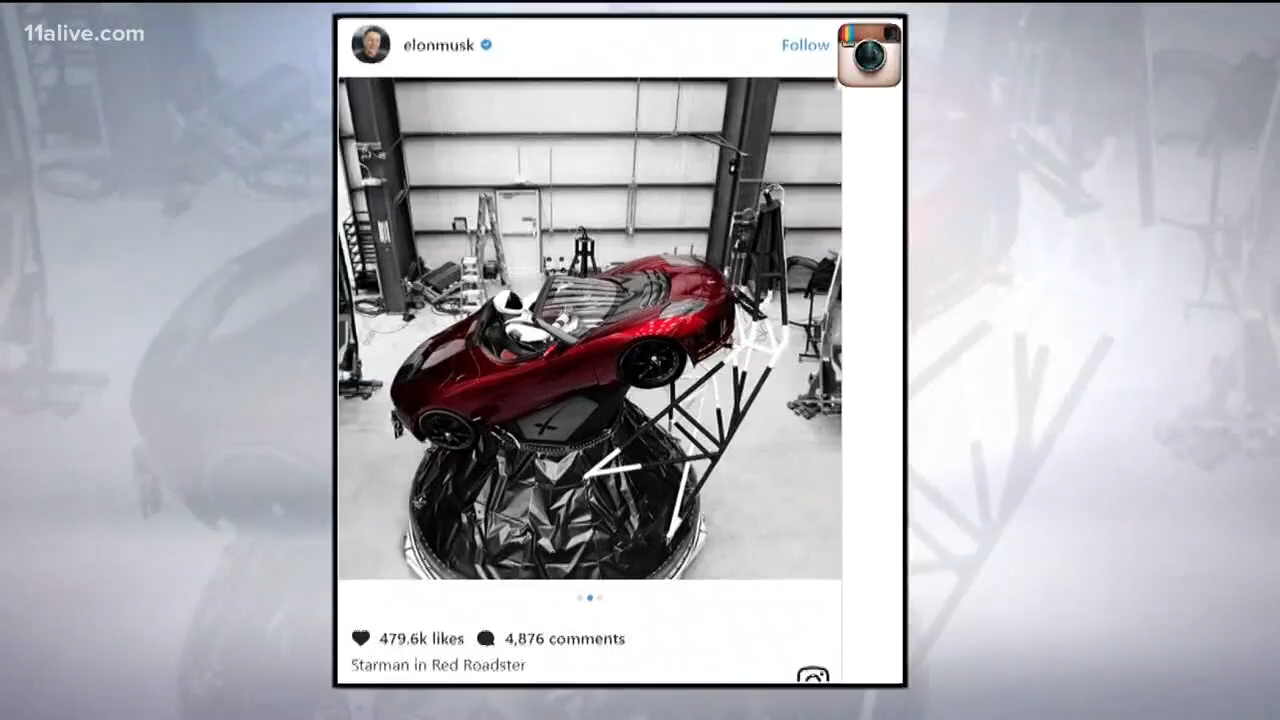 11alive.com
elonmusk
Follow
479.6k likes 4,876 comments
Starman in Red Roadster